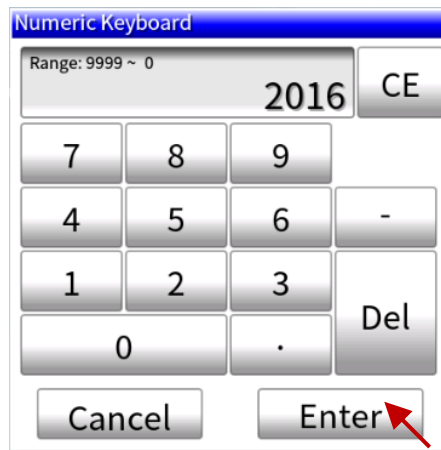 Numeric Keyboard
Range: 9999 ~ 0
2016
CE
7 8 9
4 5 6 -
1 2 3
Del
0 .
Cancel Enter